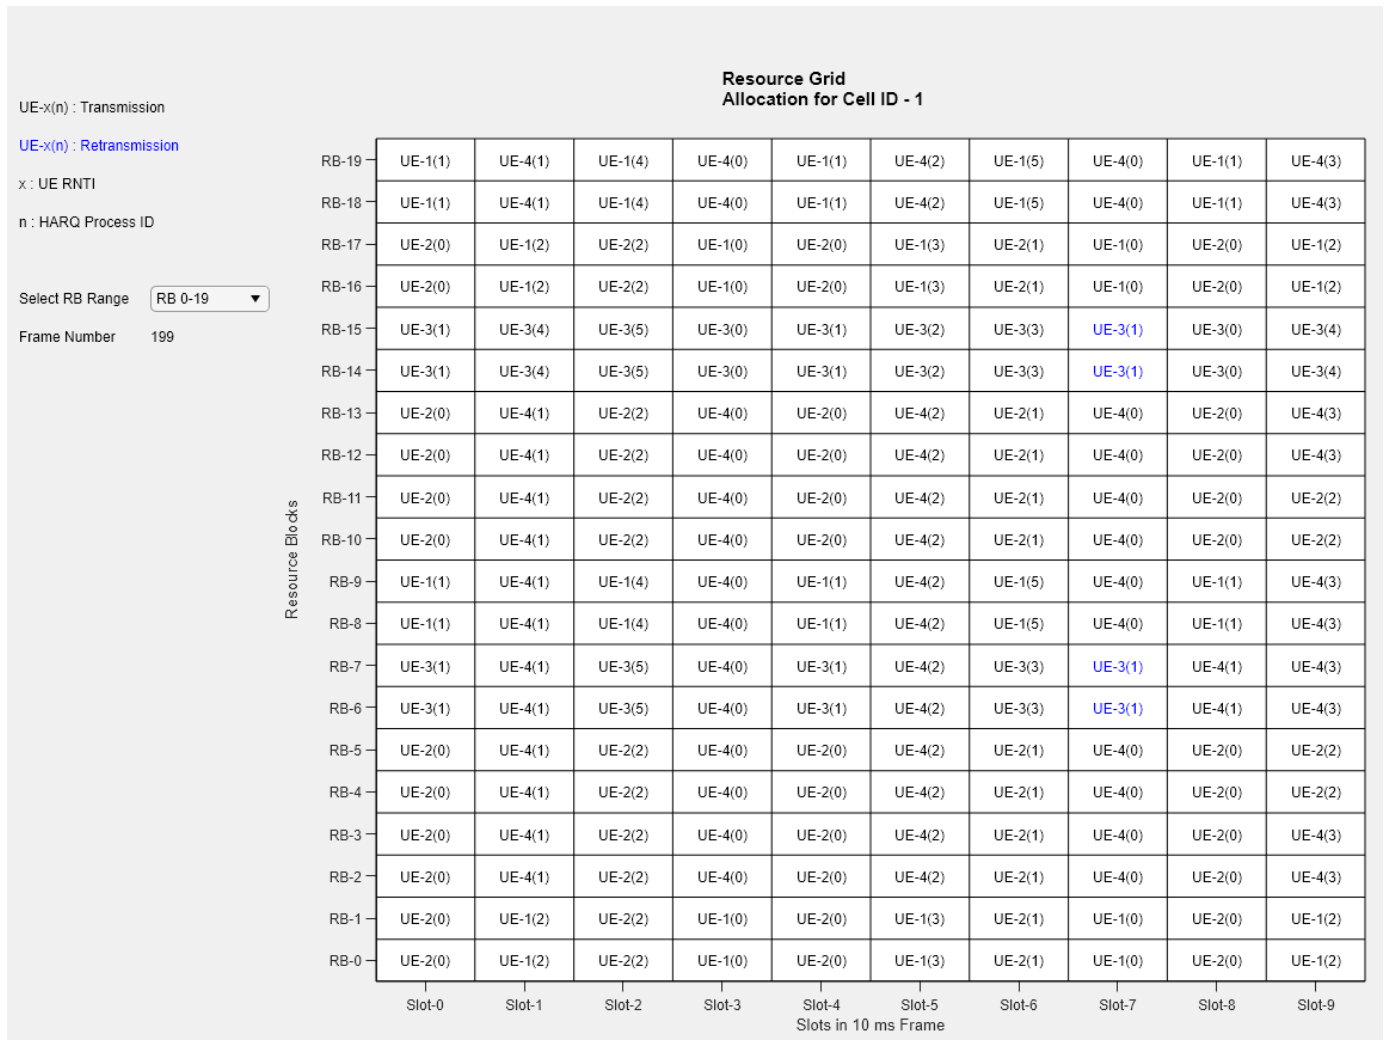 Resource Grid
Allocation for Cell ID - 1
UE-x(n) : Transmission
UE-x(n) : Retransmission
x : UE RNTI
n : HARQ Process ID
Select RB Range RB 0-19
Frame Number 199
Resource Blocks
RB-19 UE-1(1) UE-4(1) UE-1(4) UE-4(0) UE-1(1) UE-4(2) UE-1(5) UE-4(0) UE-1(1) UE-4(3)
RB-18 UE-1(1) UE-4(1) UE-1(4) UE-4(0) UE-1(1) UE-4(2) UE-1(5) UE-4(0) UE-1(1) UE-4(3)
RB-17 UE-2(0) UE-1(2) UE-2(2) UE-1(0) UE-2(0) UE-1(3) UE-2(1) UE-1(0) UE-2(0) UE-1(2)
RB-16 UE-2(0) UE-1(2) UE-2(2) UE-1(0) UE-2(0) UE-1(3) UE-2(1) UE-1(0) UE-2(0) UE-1(2)
RB-15 UE-3(1) UE-3(4) UE-3(5) UE-3(0) UE-3(1) UE-3(2) UE-3(3) UE-3(1) UE-3(0) UE-3(4)
RB-14 UE-3(1) UE-3(4) UE-3(5) UE-3(0) UE-3(1) UE-3(2) UE-3(3) UE-3(1) UE-3(0) UE-3(4)
RB-13 UE-2(0) UE-4(1) UE-2(2) UE-4(0) UE-2(0) UE-4(2) UE-2(1) UE-4(0) UE-2(0) UE-4(3)
RB-12 UE-2(0) UE-4(1) UE-2(2) UE-4(0) UE-2(0) UE-4(2) UE-2(1) UE-4(0) UE-2(0) UE-4(3)
RB-11 UE-2(0) UE-4(1) UE-2(2) UE-4(0) UE-2(0) UE-4(2) UE-2(1) UE-4(0) UE-2(0) UE-2(2)
RB-10 UE-2(0) UE-4(1) UE-2(2) UE-4(0) UE-2(0) UE-4(2) UE-2(1) UE-4(0) UE-2(0) UE-2(2)
RB-9 UE-1(1) UE-4(1) UE-1(4) UE-4(0) UE-1(1) UE-4(2) UE-1(5) UE-4(0) UE-1(1) UE-4(3)
RB-8 UE-1(1) UE-4(1) UE-1(4) UE-4(0) UE-1(1) UE-4(2) UE-1(5) UE-4(0) UE-1(1) UE-4(3)
RB-7 UE-3(1) UE-4(1) UE-3(5) UE-4(0) UE-3(1) UE-4(2) UE-3(3) UE-3(1) UE-4(1) UE-4(3)
RB-6 UE-3(1) UE-4(1) UE-3(5) UE-4(0) UE-3(1) UE-4(2) UE-3(3) UE-3(1) UE-4(1) UE-4(3)
RB-5 UE-2(0) UE-4(1) UE-2(2) UE-4(0) UE-2(0) UE-4(2) UE-2(1) UE-4(0) UE-2(0) UE-2(2)
RB-4 UE-2(0) UE-4(1) UE-2(2) UE-4(0) UE-2(0) UE-4(2) UE-2(1) UE-4(0) UE-2(0) UE-2(2)
RB-3 UE-2(0) UE-4(1) UE-2(2) UE-4(0) UE-2(0) UE-4(2) UE-2(1) UE-4(0) UE-2(0) UE-4(3)
RB-2 UE-2(0) UE-4(1) UE-2(2) UE-4(0) UE-2(0) UE-4(2) UE-2(1) UE-4(0) UE-2(0) UE-4(3)
RB-1 UE-2(0) UE-1(2) UE-2(2) UE-1(0) UE-2(0) UE-1(3) UE-2(1) UE-1(0) UE-2(0) UE-1(2)
RB-0 UE-2(0) UE-1(2) UE-2(2) UE-1(0) UE-2(0) UE-1(3) UE-2(1) UE-1(0) UE-2(0) UE-1(2)
Slot-0 Slot-1 Slot-2 Slot-3 Slot-4 Slot-5 Slot-6 Slot-7 Slot-8 Slot-9
Slots in 10 ms Frame